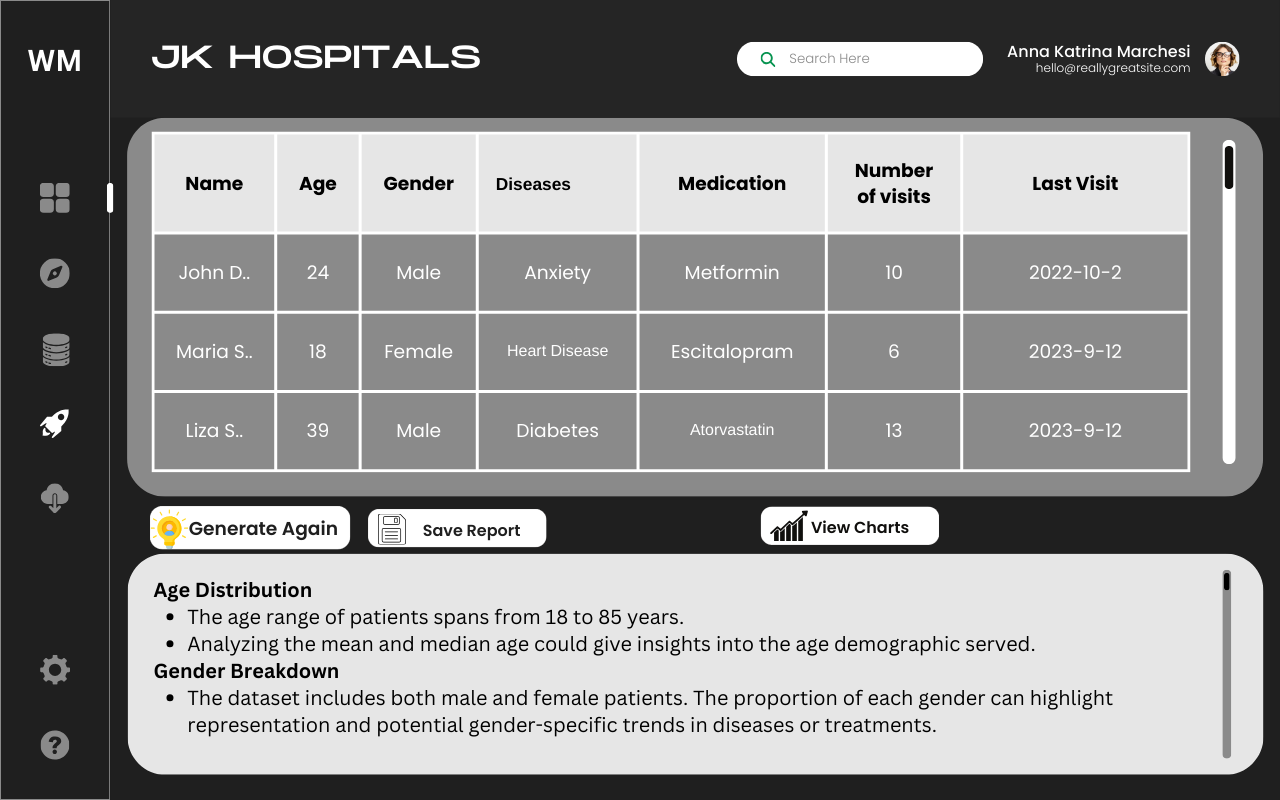 WM
JK HOSPITALS
Search Here
Anna Katrina Marchesi
hello@reallygreatsite.com
Name Age Gender Diseases Medication Number of visits Last Visit
John D.. 24 Male Anxiety Metformin 10 2022-10-2
Maria S.. 18 Female Heart Disease Escitalopram 6 2023-9-12
Liza S.. 39 Male Diabetes Atorvastatin 13 2023-9-12
Generate Again
Save Report
View Charts
Age Distribution
• The age range of patients spans from 18 to 85 years.
• Analyzing the mean and median age could give insights into the age demographic served.
Gender Breakdown
• The dataset includes both male and female patients. The proportion of each gender can highlight
representation and potential gender-specific trends in diseases or treatments.
?